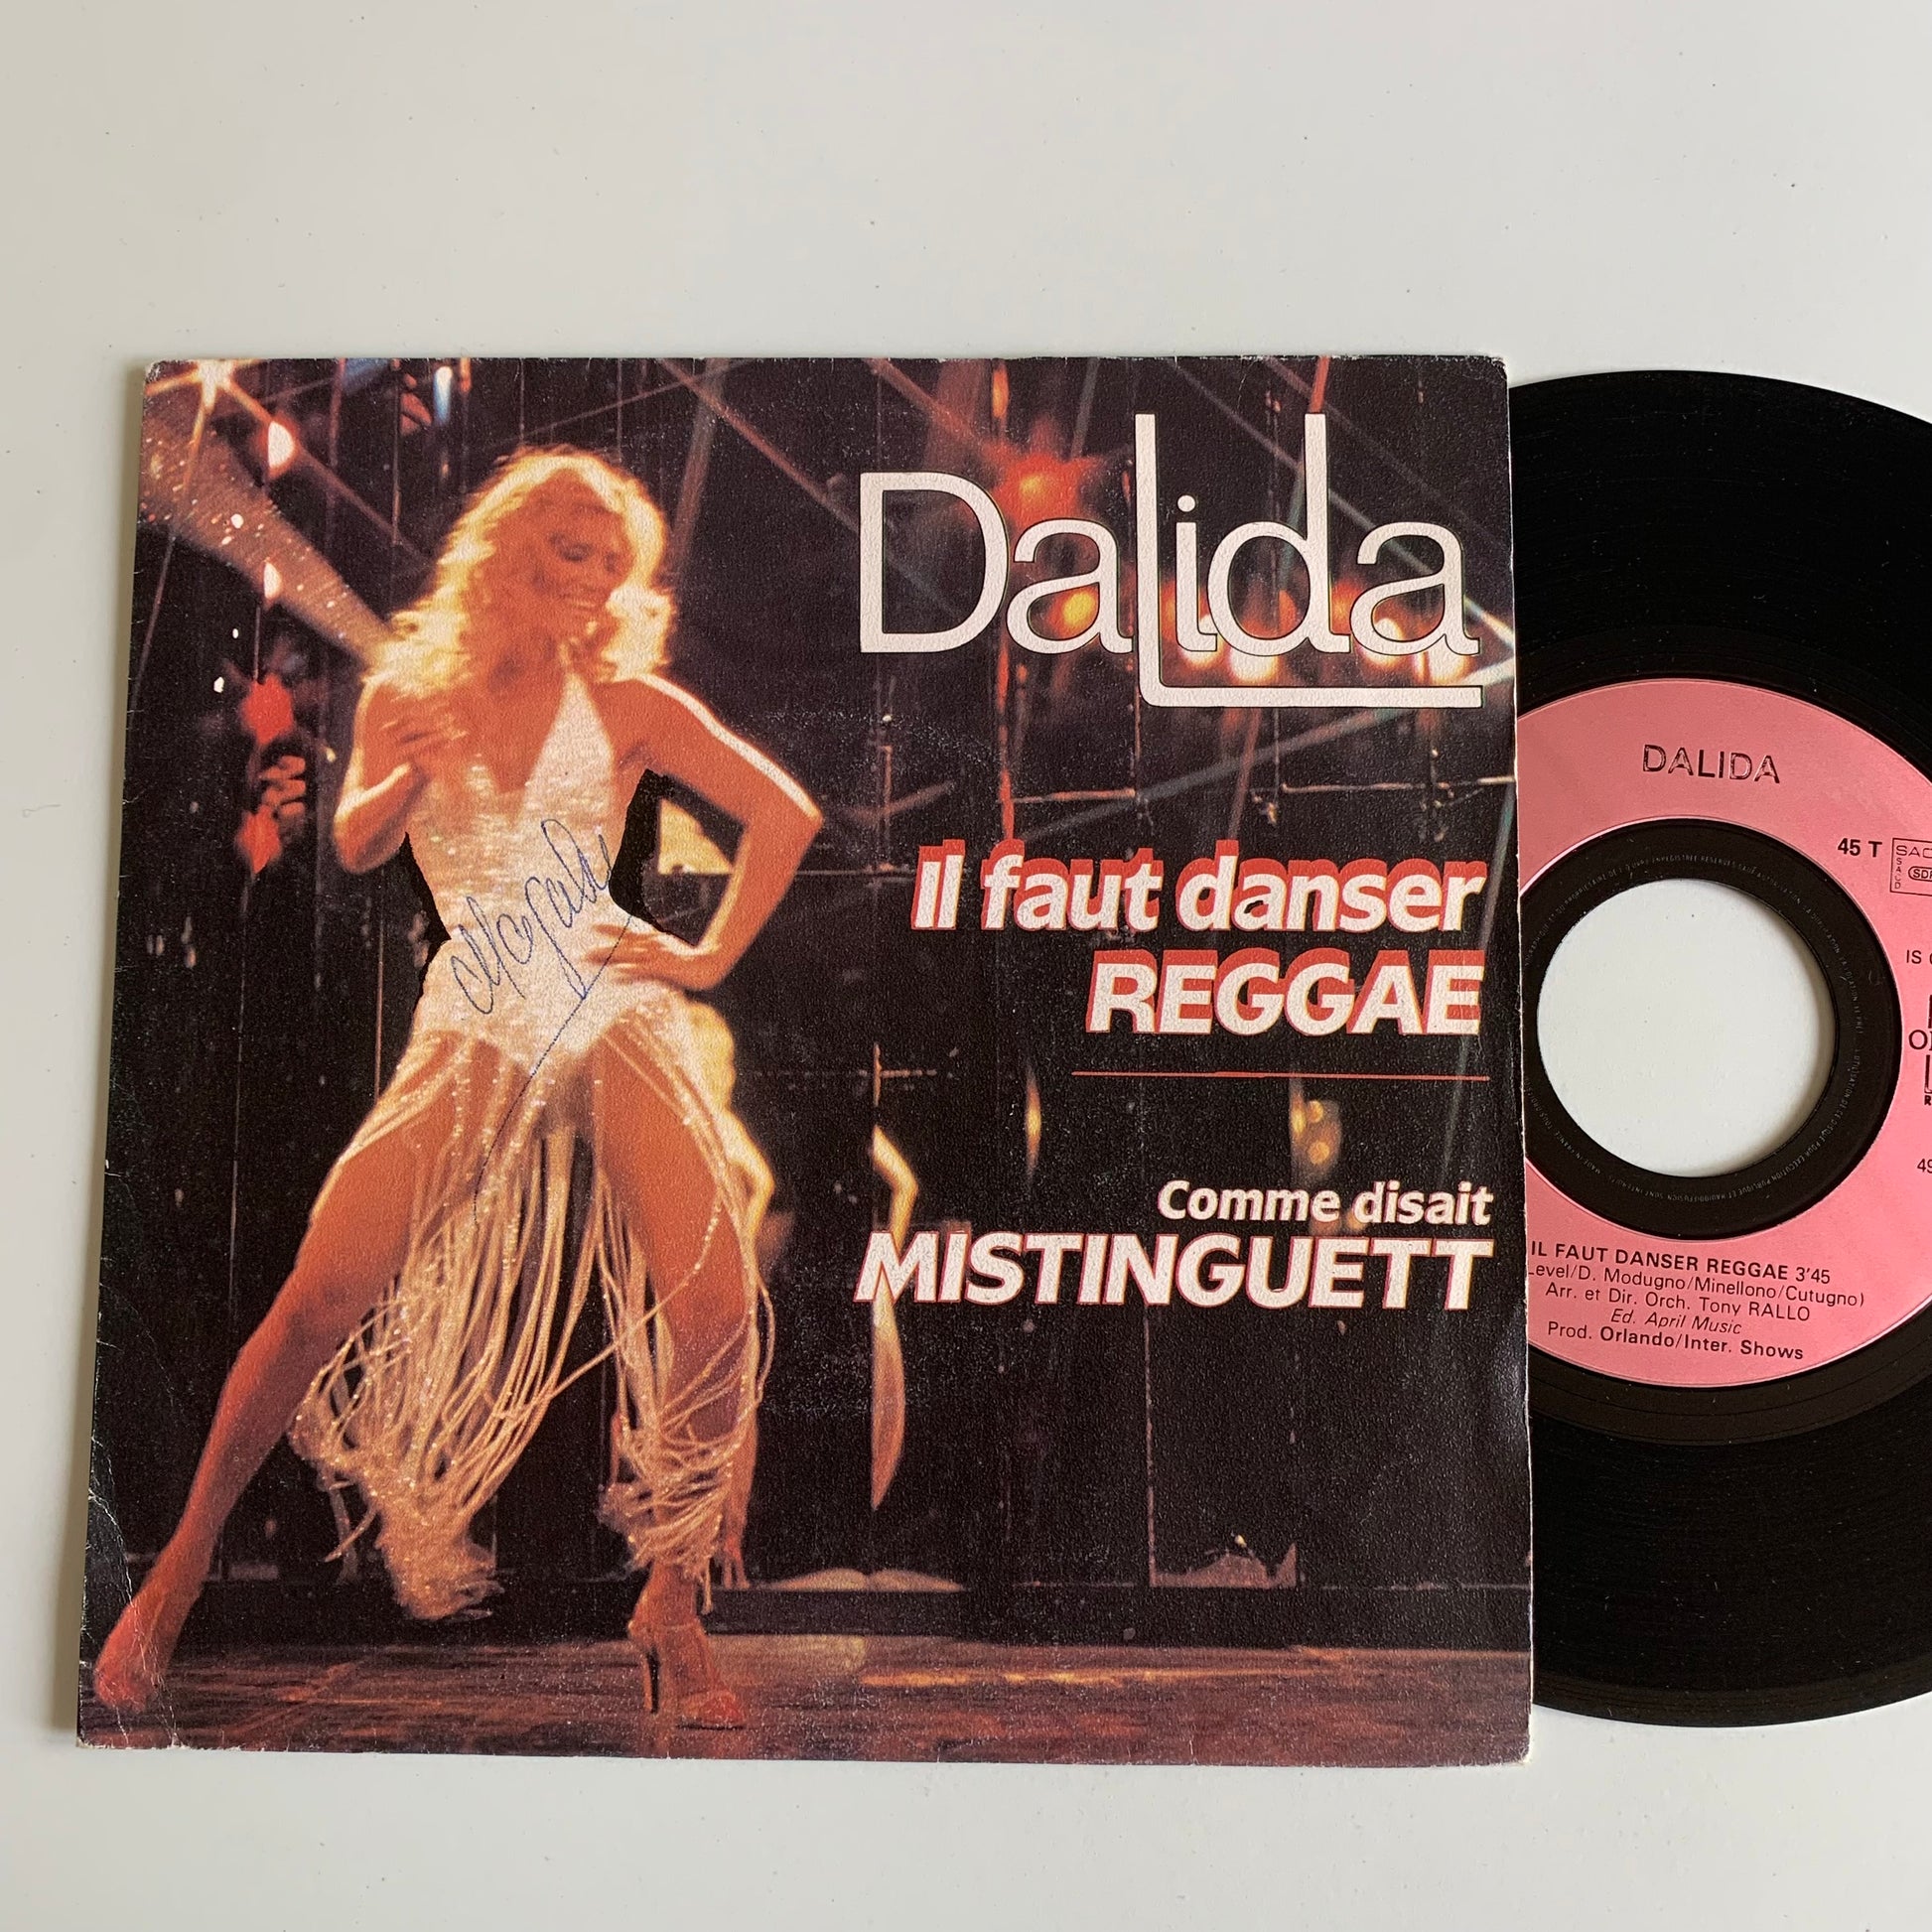 Dalida
Il faut danser
REGGAE
Comme disait
MISTINGUETT
DALIDA
45 T
IL FAUT DANSER REGGAE 3'45
Level/D. Modugno/Minellono/Cutugno)
Arr. et Dir. Orch. Tony RALLO
Ed. April Music
Prod. Orlando/Inter. Shows